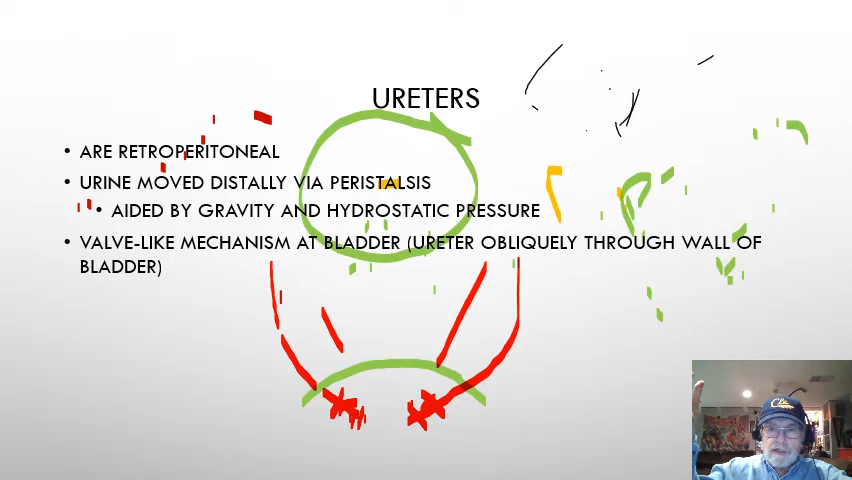 URETERS
• ARE RETROPERITONEAL
• URINE MOVED DISTALLY VIA PERISTALSIS
• AIDED BY GRAVITY AND HYDROSTATIC PRESSURE
• VALVE-LIKE MECHANISM AT BLADDER (URETER OBLIQUELY THROUGH WALL OF
BLADDER)